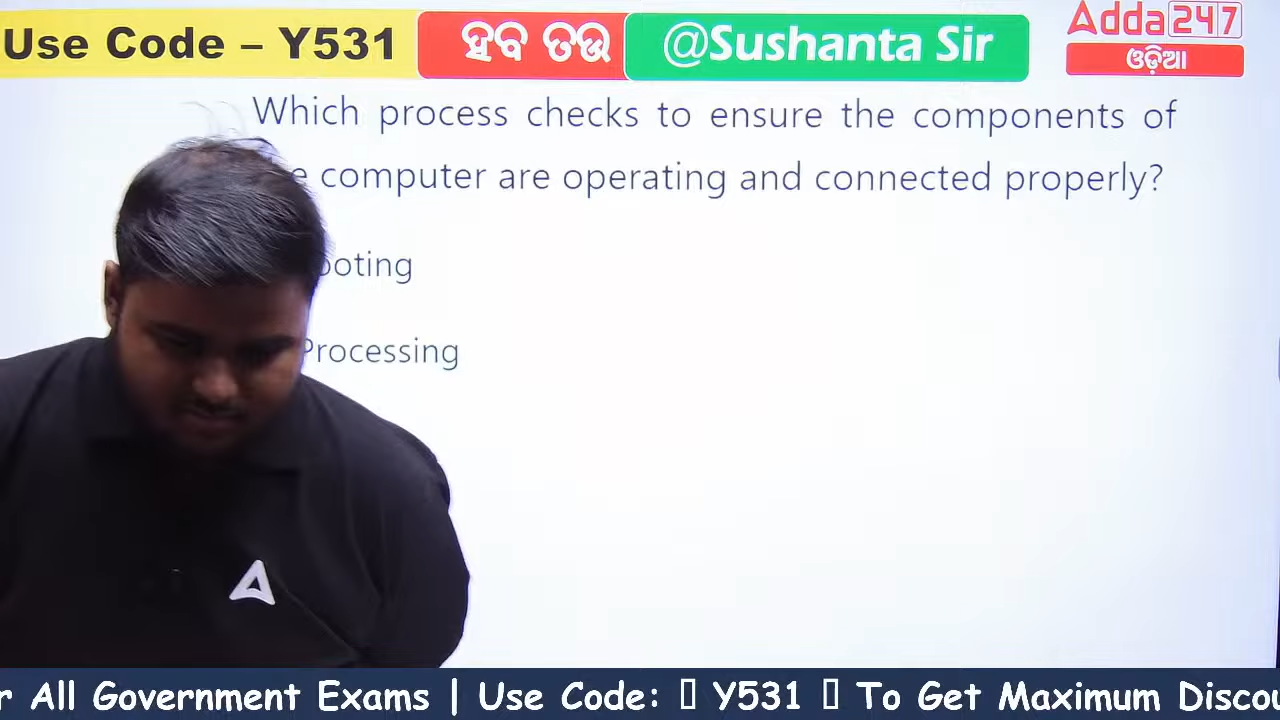 Use Code – Y531
ହବ ତଉ
@Sushanta Sir
Adda247
ଓଡ଼ିଆ
Which process checks to ensure the components of
computer are operating and connected properly?
ooting
Processing
All Government Exams | Use Code: Y531 To Get Maximum